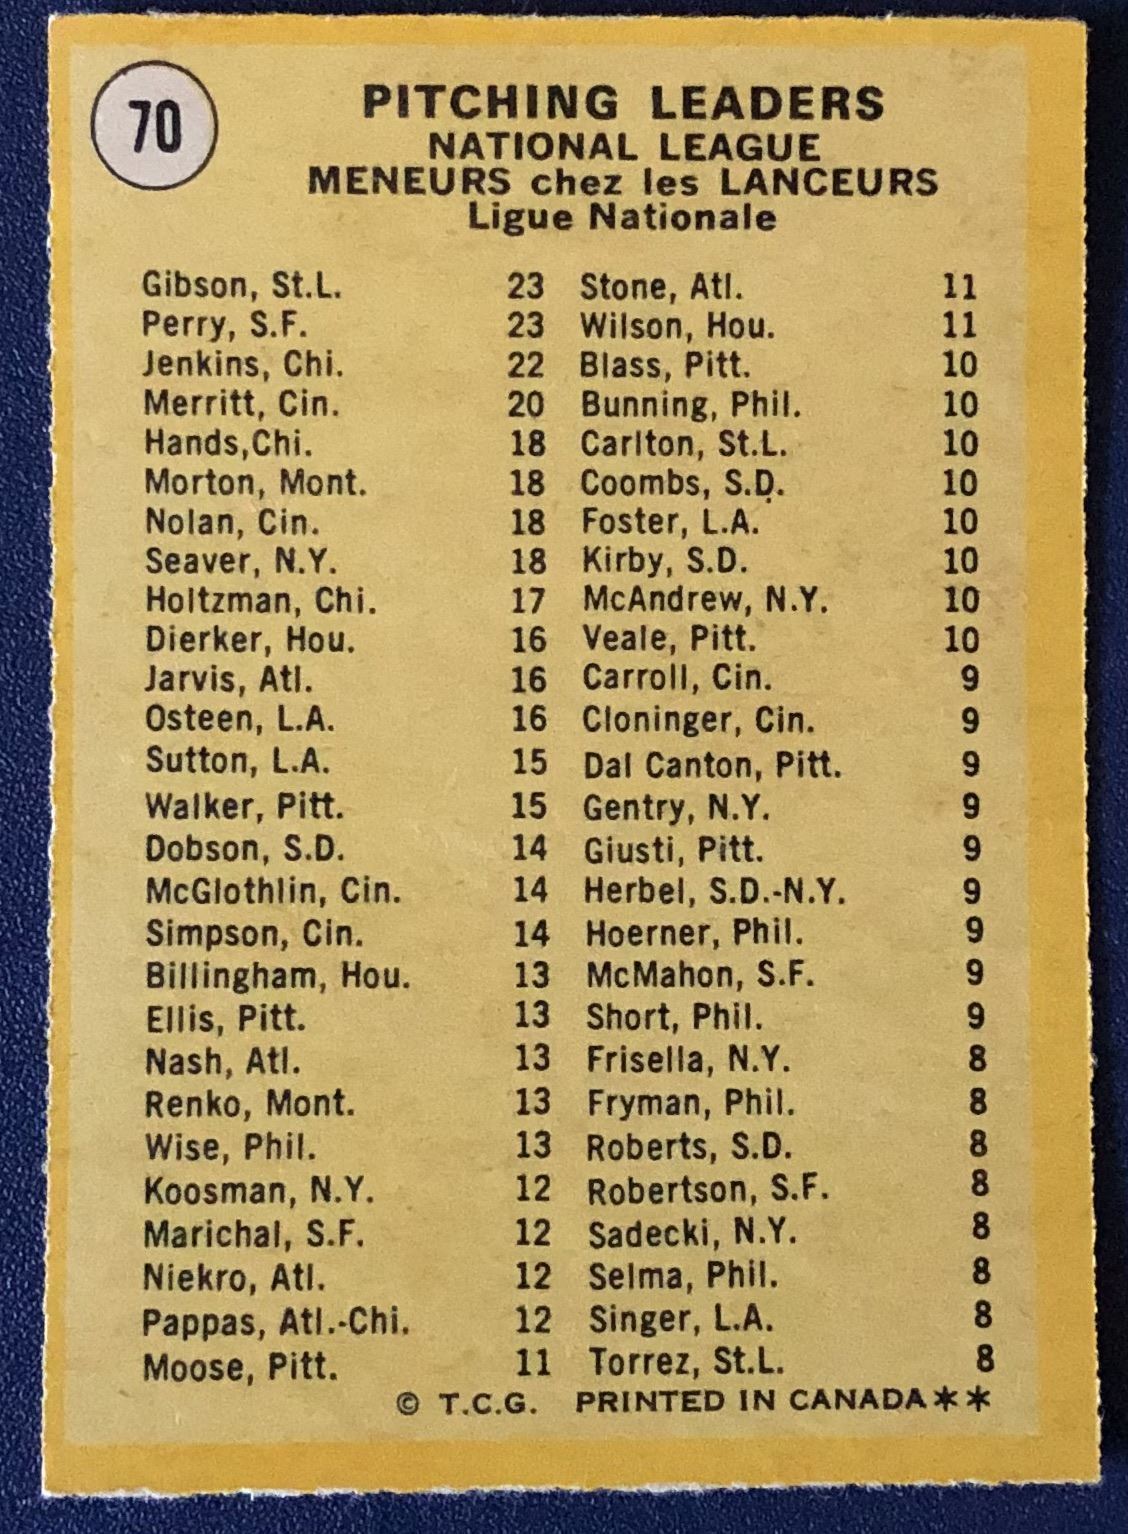 70
PITCHING LEADERS
NATIONAL LEAGUE
MENEURS chez les LANCEURS
Ligue Nationale
Gibson, St.L. 23
Perry, S.F. 23
Jenkins, Chi. 22
Merritt, Cin. 20
Hands,Chi. 18
Morton, Mont. 18
Nolan, Cin. 18
Seaver, N.Y. 18
Holtzman, Chi. 17
Dierker, Hou. 16
Jarvis, Atl. 16
Osteen, L.A. 16
Sutton, L.A. 15
Walker, Pitt. 15
Dobson, S.D. 14
McGlothlin, Cin. 14
Simpson, Cin. 14
Billingham, Hou. 13
Ellis, Pitt. 13
Nash, Atl. 13
Renko, Mont. 13
Wise, Phil. 13
Koosman, N.Y. 12
Marichal, S.F. 12
Niekro, Atl. 12
Pappas, Atl.-Chi. 12
Moose, Pitt. 11
Stone, Atl. 11
Wilson, Hou. 11
Blass, Pitt. 10
Bunning, Phil. 10
Carlton, St.L. 10
Coombs, S.D. 10
Foster, L.A. 10
Kirby, S.D. 10
McAndrew, N.Y. 10
Veale, Pitt. 10
Carroll, Cin. 9
Cloninger, Cin. 9
Dal Canton, Pitt. 9
Gentry, N.Y. 9
Giusti, Pitt. 9
Herbel, S.D.-N.Y. 9
Hoerner, Phil. 9
McMahon, S.F. 9
Short, Phil. 9
Frisella, N.Y. 8
Fryman, Phil. 8
Roberts, S.D. 8
Robertson, S.F. 8
Sadecki, N.Y. 8
Selma, Phil. 8
Singer, L.A. 8
Torrez, St.L. 8
© T.C.G. PRINTED IN CANADA**